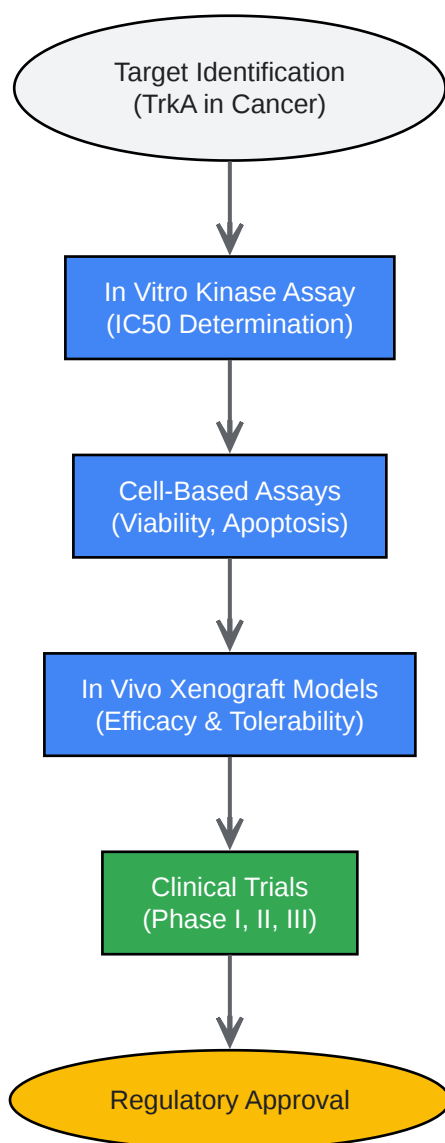 Target Identification
(TrkA in Cancer)
In Vitro Kinase Assay
(IC50 Determination)
Cell-Based Assays
(Viability, Apoptosis)
In Vivo Xenograft Models
(Efficacy & Tolerability)
Clinical Trials
(Phase I, II, III)
Regulatory Approval